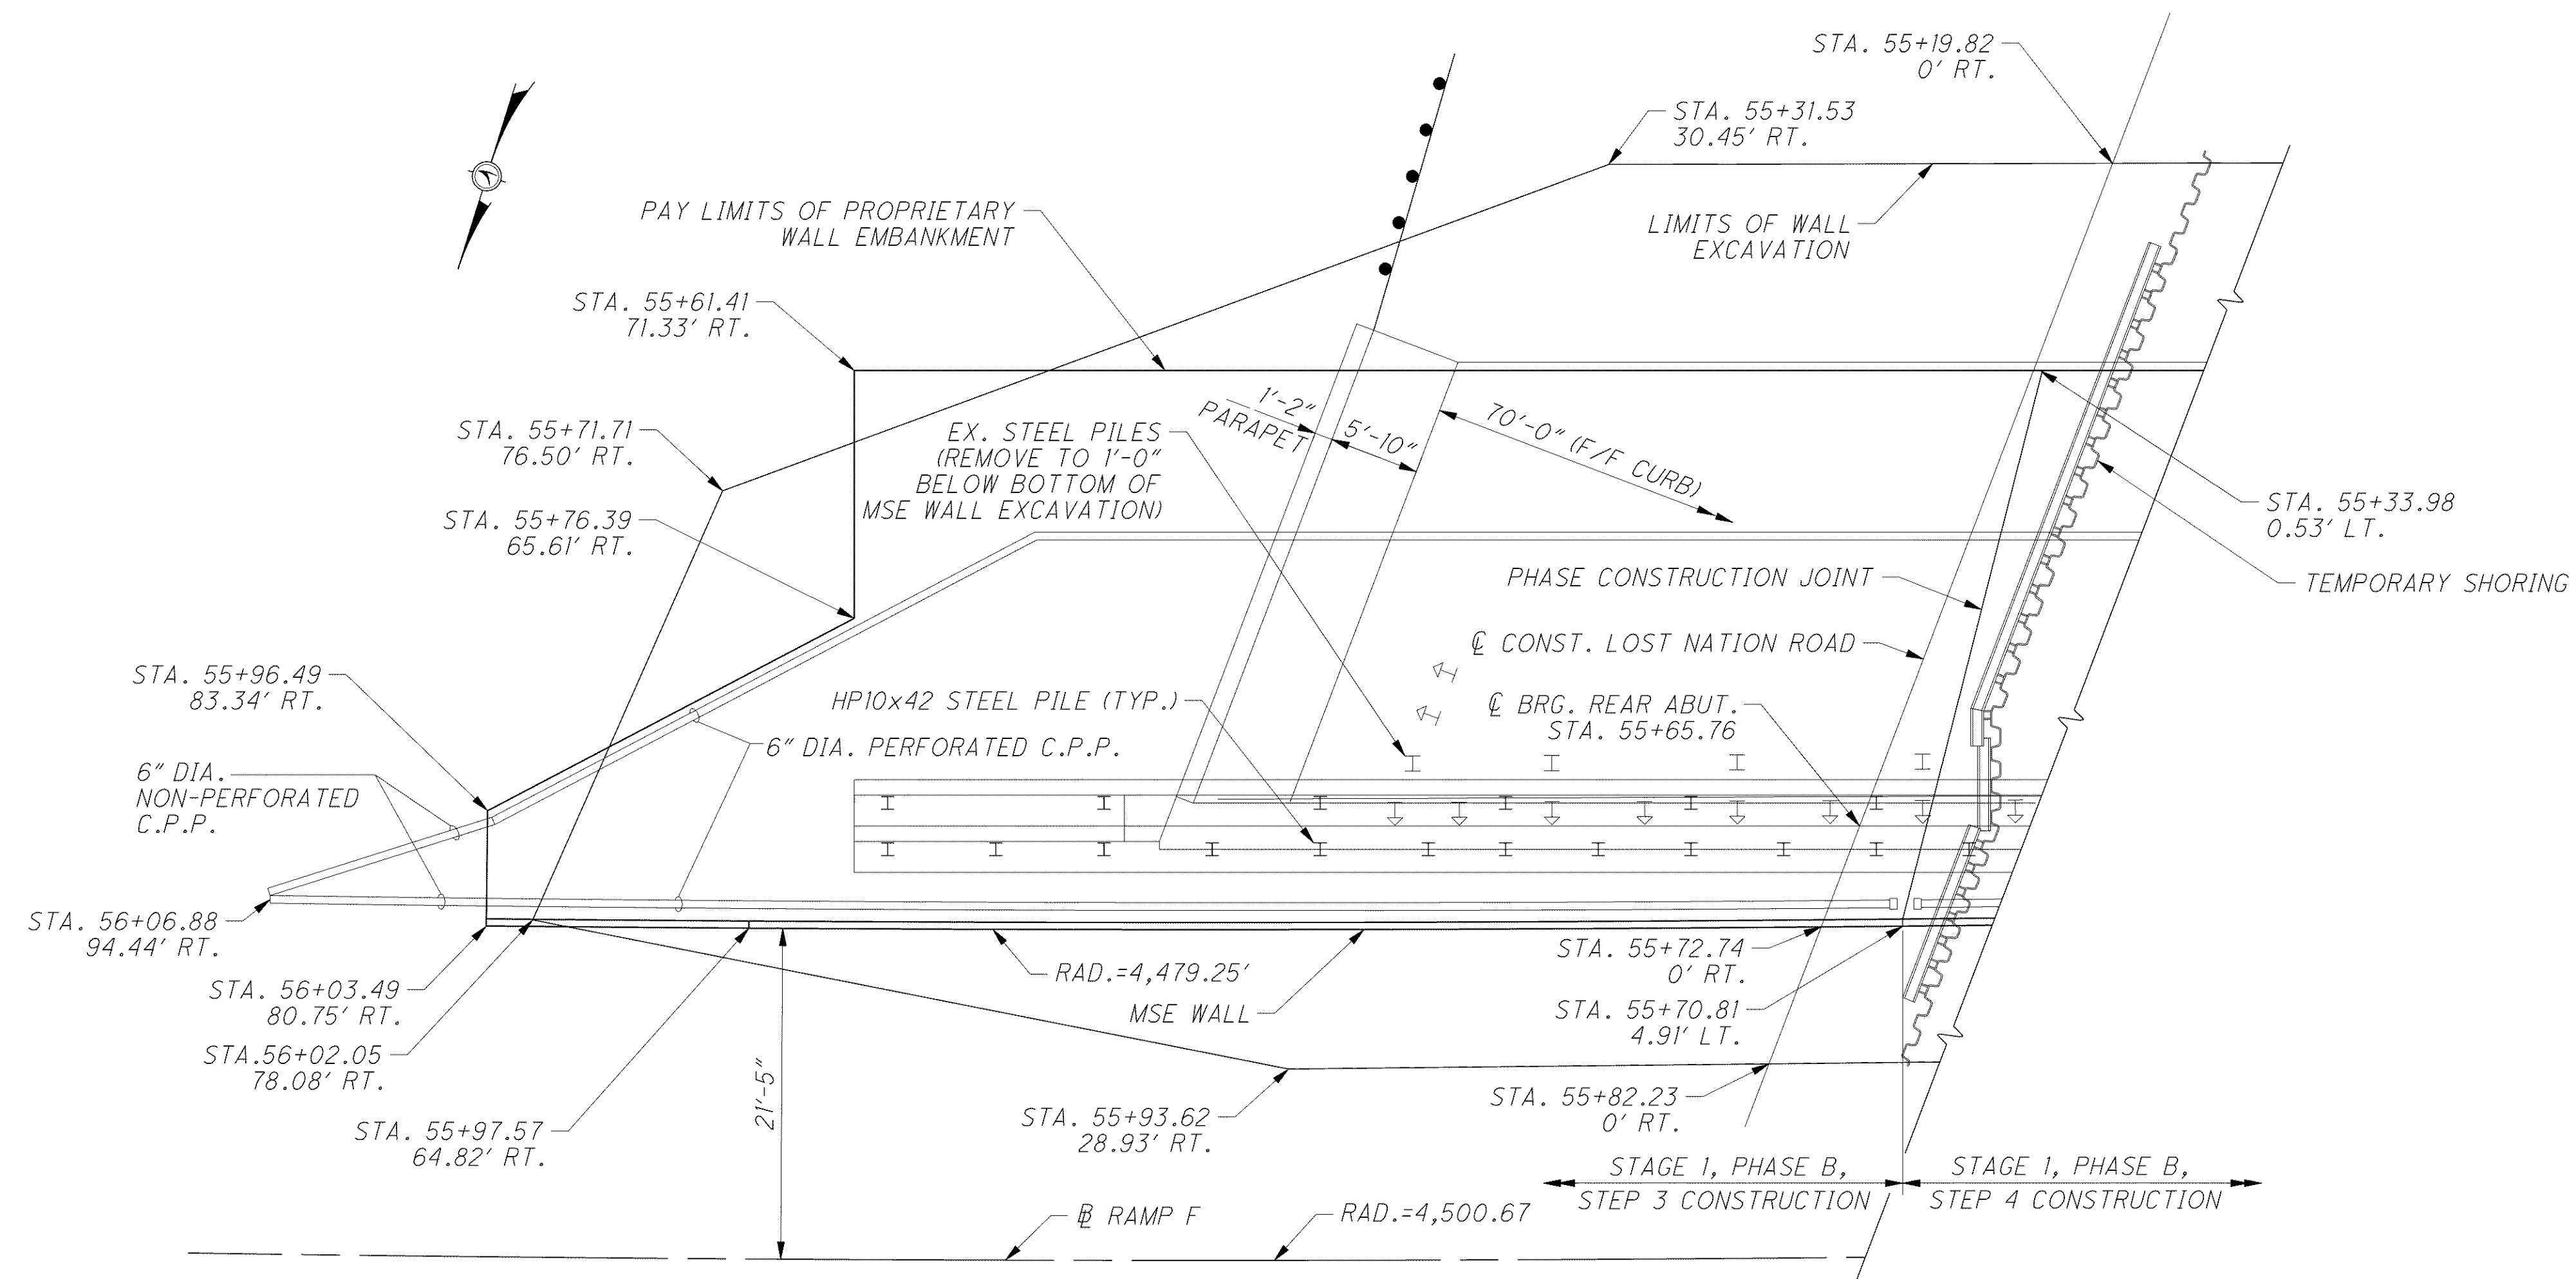 STA. 55+19.82
0' RT.
STA. 55+31.53
30.45' RT.
PAY LIMITS OF PROPRIETARY
WALL EMBANKMENT
LIMITS OF WALL
EXCAVATION
STA. 55+61.41
71.33' RT.
STA. 55+71.71
76.50' RT.
EX. STEEL PILES
(REMOVE TO 1'-0"
BELOW BOTTOM OF
MSE WALL EXCAVATION)
1'-2"
PARAPET
5'-10"
70'-0" (F/F CURB)
STA. 55+76.39
65.61' RT.
STA. 55+33.98
0.53' LT.
PHASE CONSTRUCTION JOINT
TEMPORARY SHORING
℄ CONST. LOST NATION ROAD
STA. 55+96.49
83.34' RT.
HP10x42 STEEL PILE (TYP.)
℄ BRG. REAR ABUT.
STA. 55+65.76
6" DIA. PERFORATED C.P.P.
6" DIA.
NON-PERFORATED
C.P.P.
STA. 56+06.88
94.44' RT.
STA. 56+03.49
80.75' RT.
RAD.=4,479.25'
MSE WALL
STA. 55+72.74
0' RT.
STA. 55+70.81
4.91' LT.
STA.56+02.05
78.08' RT.
21'-5"
STA. 55+97.57
64.82' RT.
STA. 55+93.62
28.93' RT.
STA. 55+82.23
0' RT.
STAGE 1, PHASE B,
STEP 3 CONSTRUCTION
STAGE 1, PHASE B,
STEP 4 CONSTRUCTION
BL RAMP F
RAD.=4,500.67